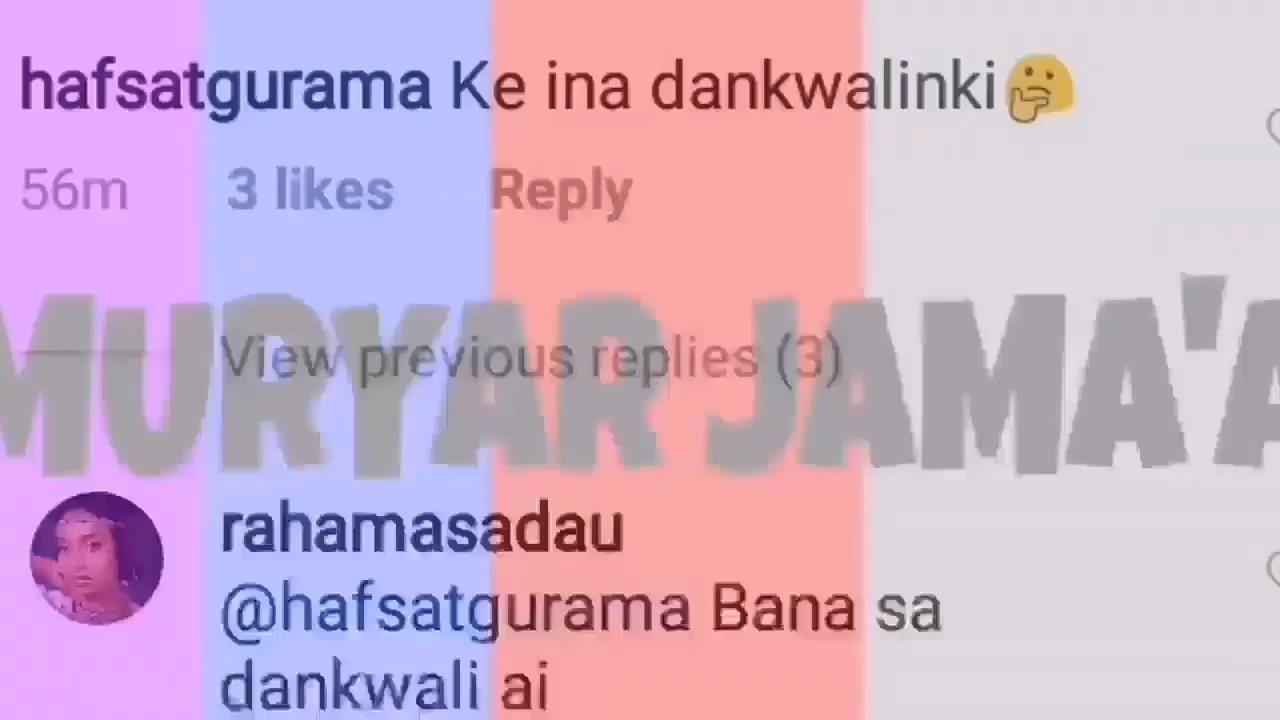 hafsatgurama Ke ina dankwalinki🤔
56m 3 likes Reply
View previous replies (3)
MURYAR JAMA'A
rahamasadau
@hafsatgurama Bana sa
dankwali ai